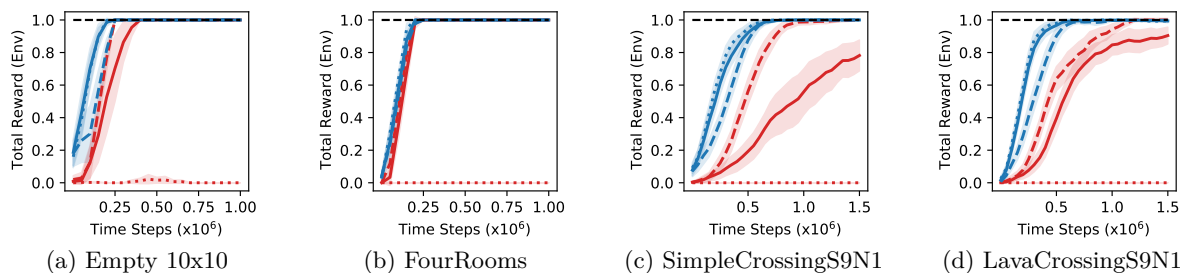 Total Reward (Env)
1.0
0.8
0.6
0.4
0.2
0.0
0.25 0.50 0.75 1.00
Time Steps (x10⁶)
(a) Empty 10x10
Total Reward (Env)
1.0
0.8
0.6
0.4
0.2
0.0
0.25 0.50 0.75 1.00
Time Steps (x10⁶)
(b) FourRooms
Total Reward (Env)
1.0
0.8
0.6
0.4
0.2
0.0
0.5 1.0 1.5
Time Steps (x10⁶)
(c) SimpleCrossingS9N1
Total Reward (Env)
1.0
0.8
0.6
0.4
0.2
0.0
0.5 1.0 1.5
Time Steps (x10⁶)
(d) LavaCrossingS9N1